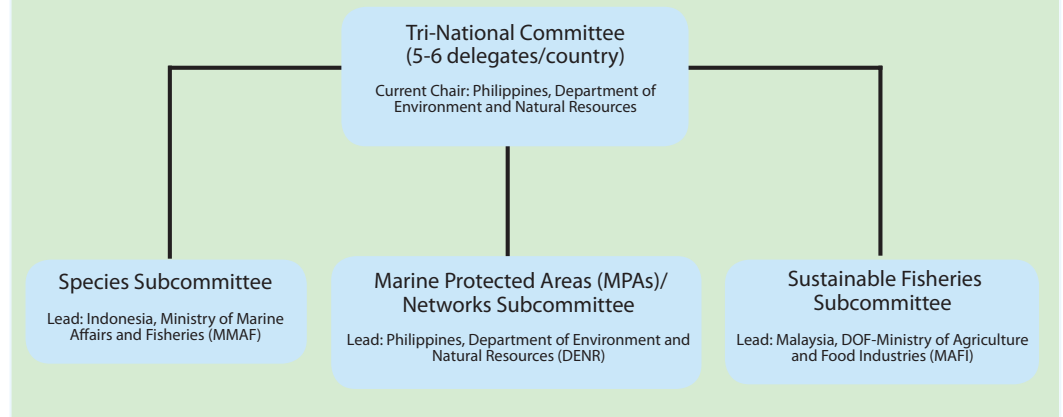 Tri-National Committee
(5-6 delegates/country)
Current Chair: Philippines, Department of
Environment and Natural Resources
Species Subcommittee
Lead: Indonesia, Ministry of Marine
Affairs and Fisheries (MMAF)
Marine Protected Areas (MPAs)/
Networks Subcommittee
Lead: Philippines, Department of Environment and
Natural Resources (DENR)
Sustainable Fisheries
Subcommittee
Lead: Malaysia, DOF-Ministry of Agriculture
and Food Industries (MAFI)